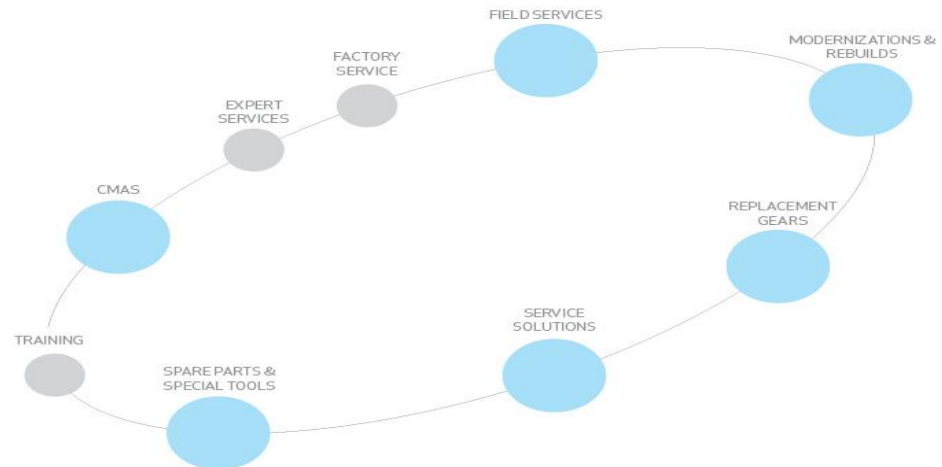 FIELD SERVICES
MODERNIZATIONS &
REBUILDS
FACTORY
SERVICE
EXPERT
SERVICES
CMAS
REPLACEMENT
GEARS
SERVICE
SOLUTIONS
TRAINING
SPARE PARTS &
SPECIAL TOOLS